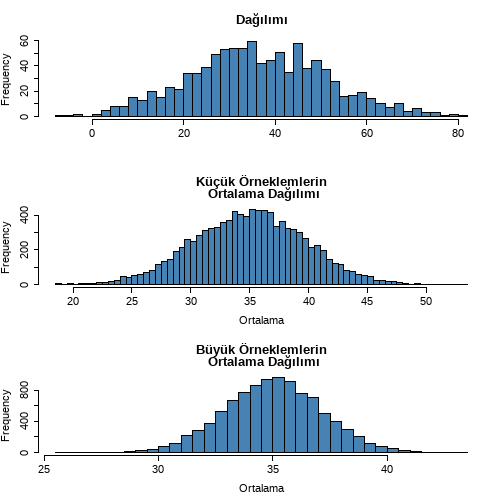 Dağılımı
Frequency
0 20 40 60
0 20 40 60 80
Küçük Örneklemlerin
Ortalama Dağılımı
Frequency
0 200 400
20 25 30 35 40 45 50
Ortalama
Büyük Örneklemlerin
Ortalama Dağılımı
Frequency
0 400 800
25 30 35 40
Ortalama